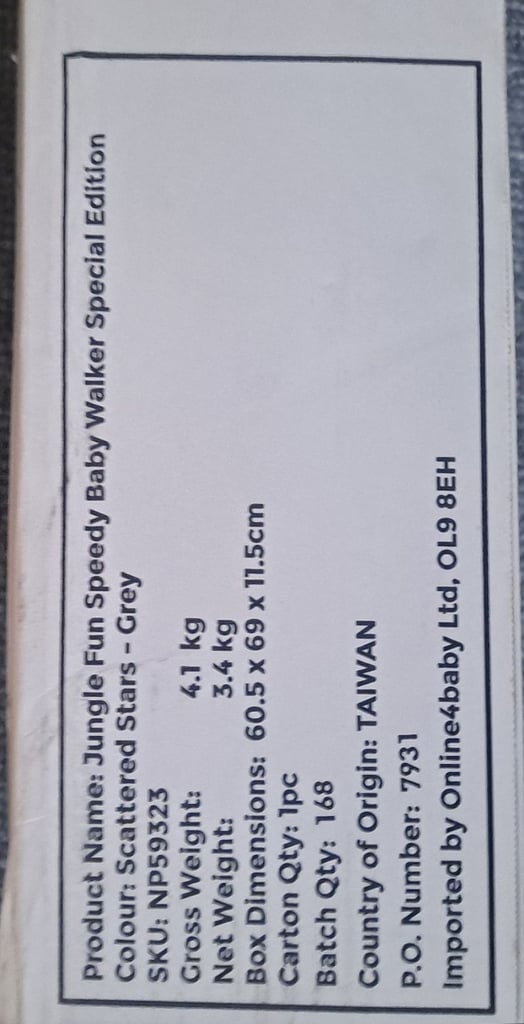 Product Name: Jungle Fun Speedy Baby Walker Special Edition
Colour: Scattered Stars - Grey
SKU: NP59323
Gross Weight: 4.1 kg
Net Weight: 3.4 kg
Box Dimensions: 60.5 x 69 x 11.5cm
Carton Qty: 1pc
Batch Qty: 168
Country of Origin: TAIWAN
P.O. Number: 7931
Imported by Online4baby Ltd, OL9 8EH